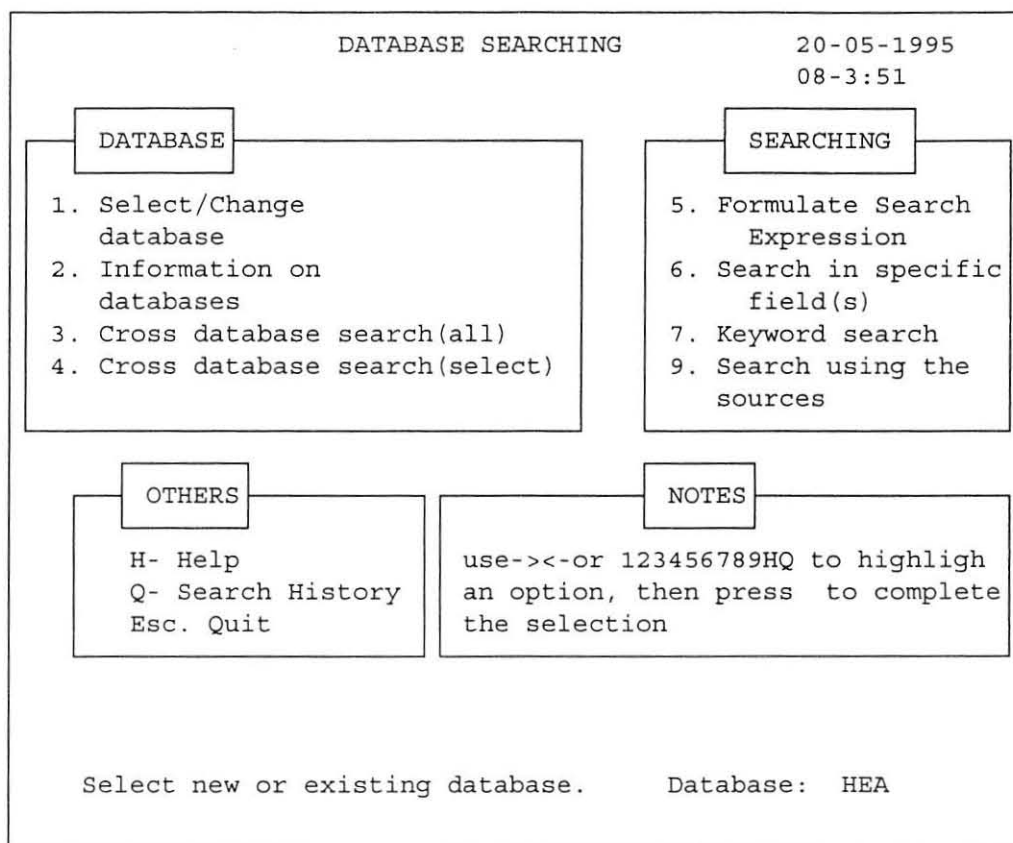 DATABASE SEARCHING
20-05-1995
08-3:51
DATABASE
1. Select/Change
database
2. Information on
databases
3. Cross database search(all)
4. Cross database search(select)
SEARCHING
5. Formulate Search
Expression
6. Search in specific
field(s)
7. Keyword search
9. Search using the
sources
OTHERS
H- Help
Q- Search History
Esc. Quit
NOTES
use-><-or 123456789HQ to highligh
an option, then press to complete
the selection
Select new or existing database.
Database: HEA